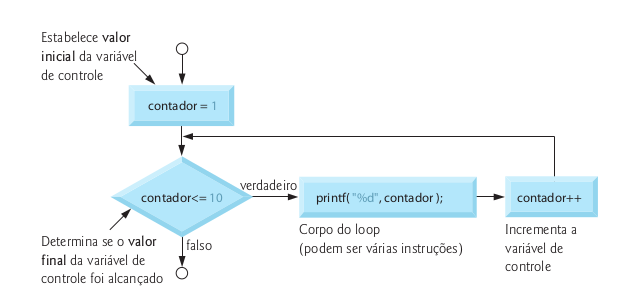 Estabelece valor
inicial da variável
de controle
contador = 1
contador<= 10
verdadeiro
printf( "%d", contador );
contador++
falso
Determina se o valor
final da variável de
controle foi alcançado
Corpo do loop
(podem ser várias instruções)
Incrementa a
variável de
controle